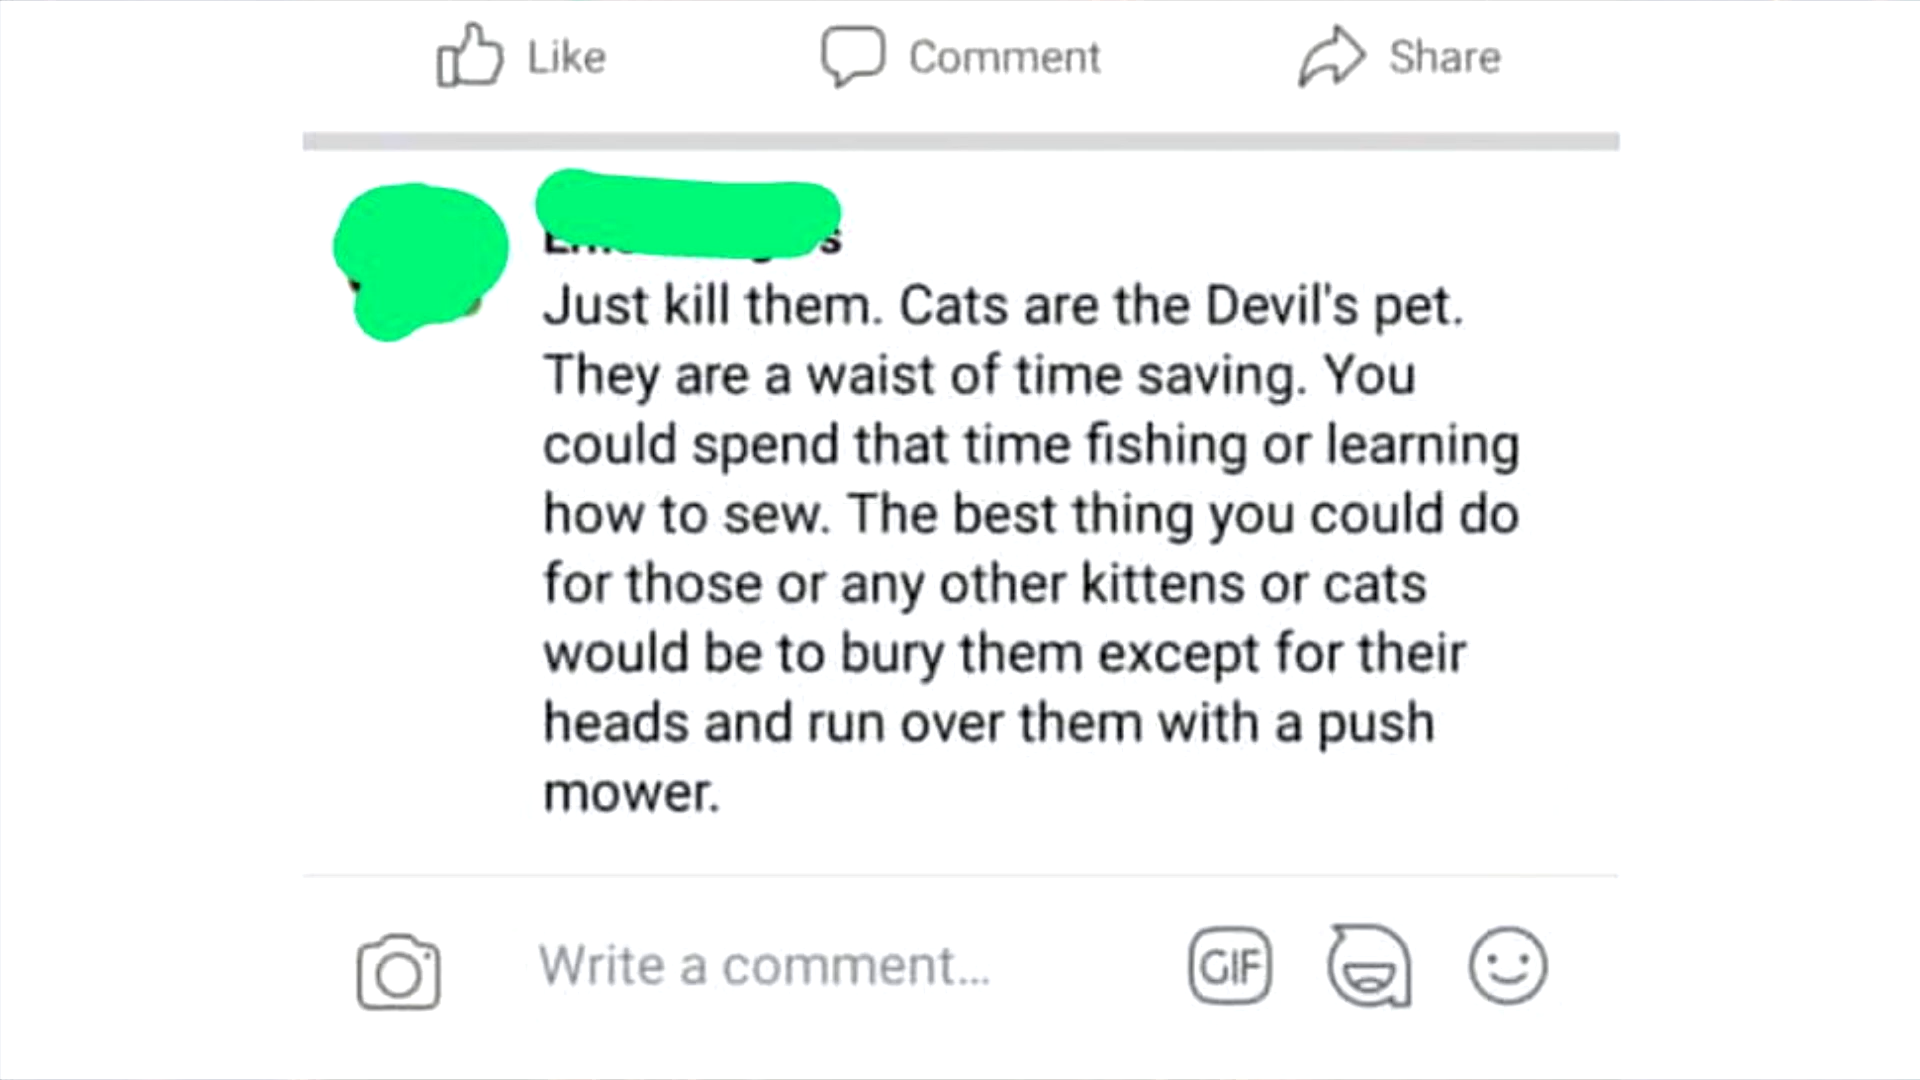 Like Comment Share
Just kill them. Cats are the Devil's pet.
They are a waist of time saving. You
could spend that time fishing or learning
how to sew. The best thing you could do
for those or any other kittens or cats
would be to bury them except for their
heads and run over them with a push
mower.
Write a comment... GIF